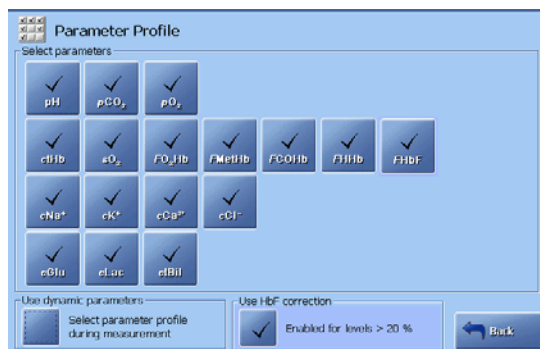 Parameter Profile
Select parameters
pH pCO₂ pO₂
ctHb sO₂ FO₂Hb FMetHb FCOHb FHHb FHbF
cNa⁺ cK⁺ cCa²⁺ cCl⁻
cGlu cLac ctBil
Use dynamic parameters
Select parameter profile
during measurement
Use HbF correction
Enabled for levels > 20 %
Back